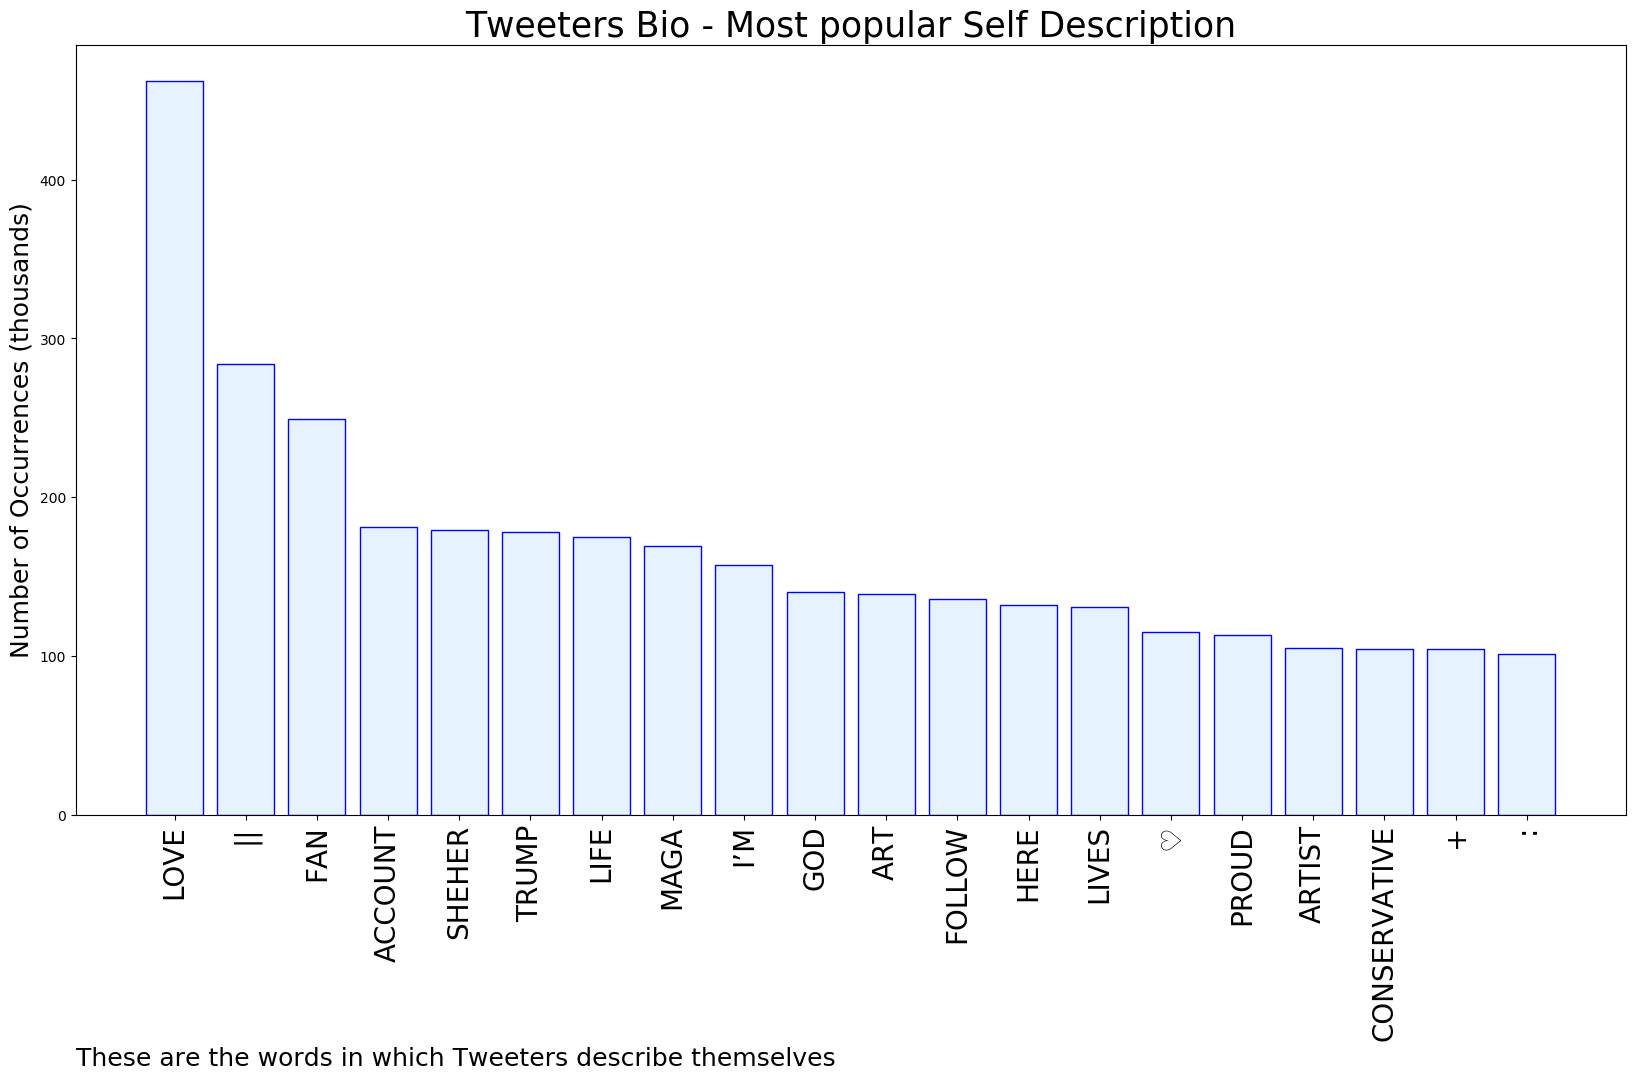 Tweeters Bio - Most popular Self Description
Number of Occurrences (thousands)
400
300
200
100
0
LOVE
||
FAN
ACCOUNT
SHEHER
TRUMP
LIFE
MAGA
I’M
GOD
ART
FOLLOW
HERE
LIVES
♡
PROUD
ARTIST
CONSERVATIVE
+
:
These are the words in which Tweeters describe themselves